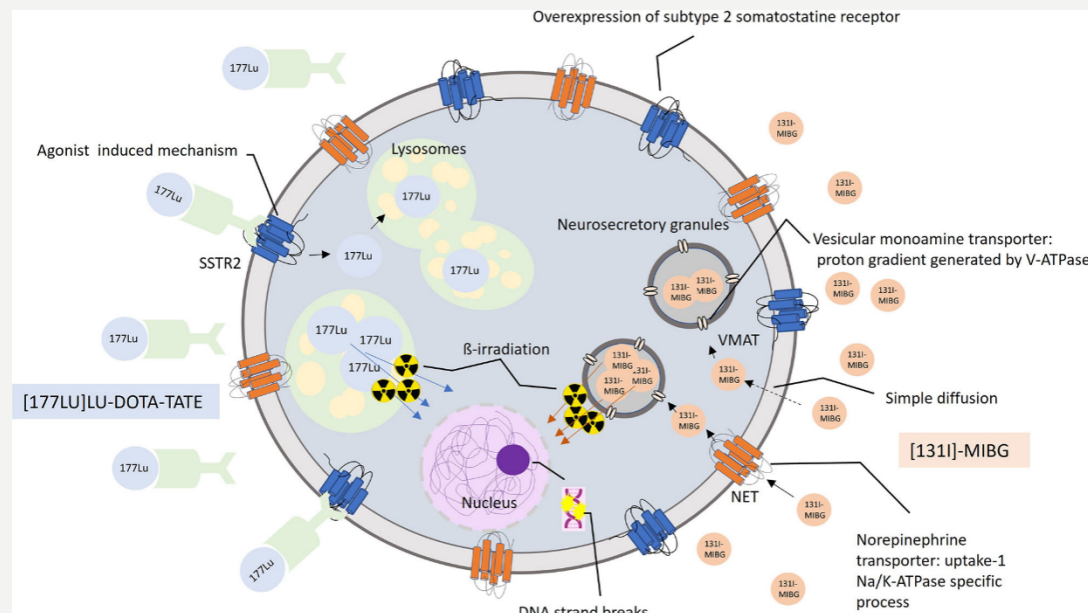 Overexpression of subtype 2 somatostatine receptor
177Lu
131I-
MIBG
Agonist induced mechanism
Lysosomes
177Lu
177Lu
131I-
MIBG
Neurosecretory granules
SSTR2
177Lu
177Lu
Vesicular monoamine transporter:
proton gradient generated by V-ATPase
131I-
MIBG
131I-
MIBG
131I-
MIBG
131I-
MIBG
177Lu
177Lu
177Lu
177Lu
ß-irradiation
VMAT
131I-
MIBG
131I-
MIBG
131I-
MIBG
131I-
MIBG
131I-
MIBG
Simple diffusion
[177LU]LU-DOTA-TATE
131I-
MIBG
131I-
MIBG
[131I]-MIBG
177Lu
Nucleus
NET
131I-
MIBG
Norepinephrine
transporter: uptake-1
Na/K-ATPase specific
process
131I-
MIBG
177Lu
131I-
MIBG
DNA strand breaks